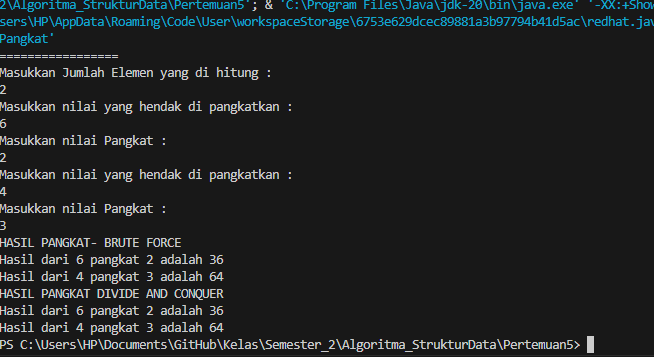 2\Algoritma_StrukturData\Pertemuan5'; & 'C:\Program Files\Java\jdk-20\bin\java.exe' '-XX:+Show
sers\HP\AppData\Roaming\Code\User\workspaceStorage\6753e629dcec89881a3b97794b41d5ac\redhat.jav
Pangkat'
=================
Masukkan Jumlah Elemen yang di hitung :
2
Masukkan nilai yang hendak di pangkatkan :
6
Masukkan nilai Pangkat :
2
Masukkan nilai yang hendak di pangkatkan :
4
Masukkan nilai Pangkat :
3
HASIL PANGKAT- BRUTE FORCE
Hasil dari 6 pangkat 2 adalah 36
Hasil dari 4 pangkat 3 adalah 64
HASIL PANGKAT DIVIDE AND CONQUER
Hasil dari 6 pangkat 2 adalah 36
Hasil dari 4 pangkat 3 adalah 64
PS C:\Users\HP\Documents\GitHub\Kelas\Semester_2\Algoritma_StrukturData\Pertemuan5>